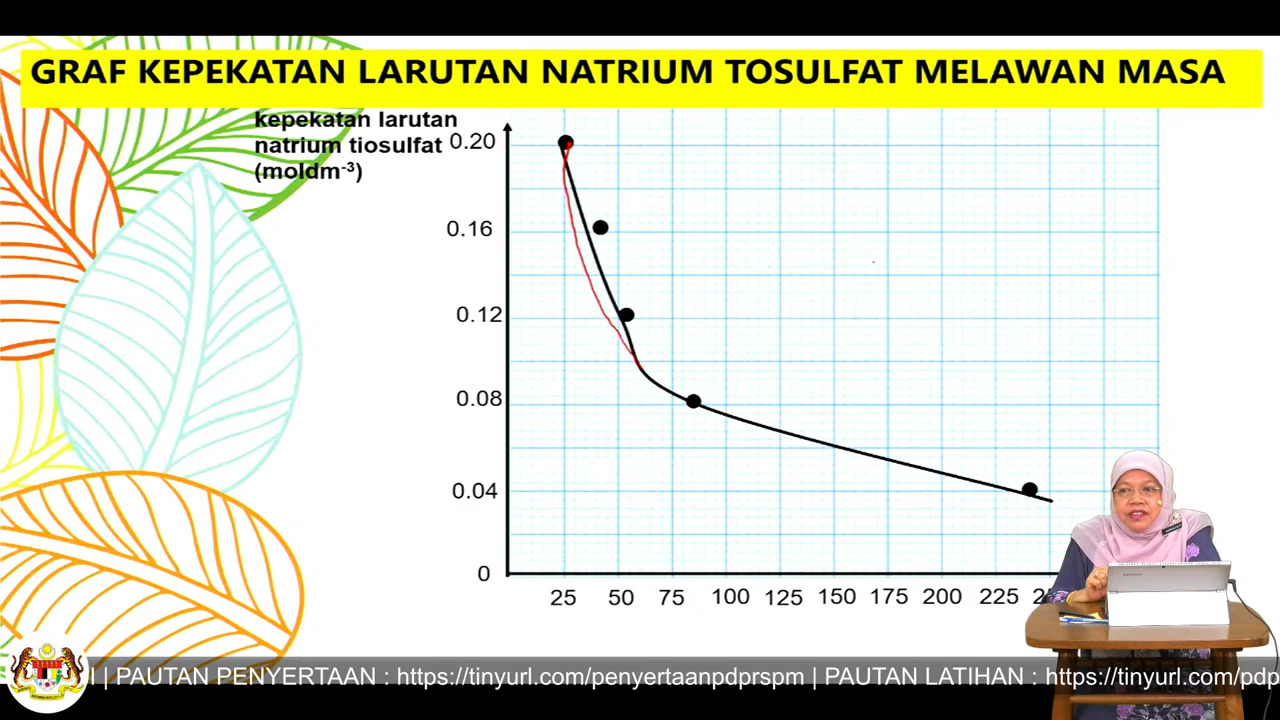 GRAF KEPEKATAN LARUTAN NATRIUM TOSULFAT MELAWAN MASA
kepekatan larutan
natrium tiosulfat
(moldm-³)
0.20
0.16
0.12
0.08
0.04
0
25 50 75 100 125 150 175 200 225
I | PAUTAN PENYERTAAN : https://tinyurl.com/penyertaanpdprspm | PAUTAN LATIHAN : https://tinyurl.com/pdp